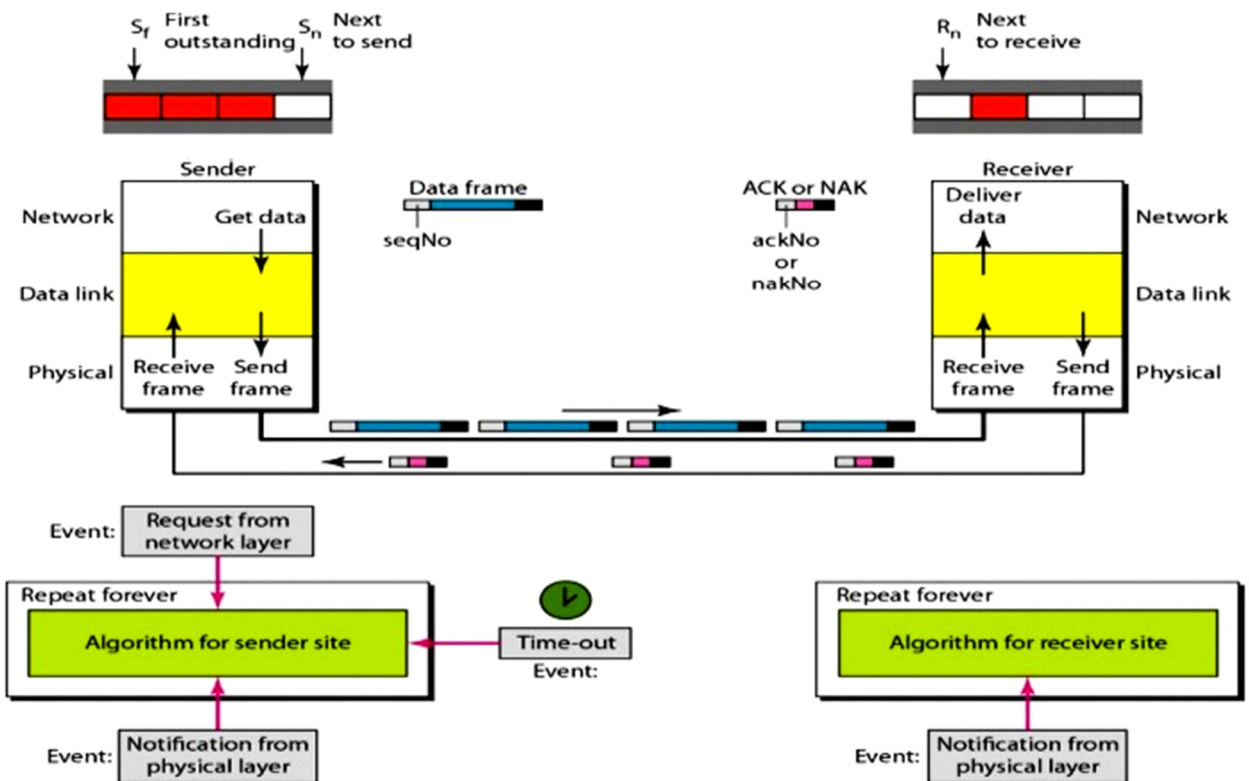 Sf First
outstanding
Sn Next
to send
Rn Next
to receive
Sender
Receiver
Network
Get data
Data frame
seqNo
ACK or NAK
ackNo
or
nakNo
Deliver
data
Network
Data link
Data link
Physical
Receive
frame
Send
frame
Receive
frame
Send
frame
Physical
Event:
Request from
network layer
Repeat forever
Algorithm for sender site
Time-out
Event:
Repeat forever
Algorithm for receiver site
Event:
Notification from
physical layer
Event:
Notification from
physical layer